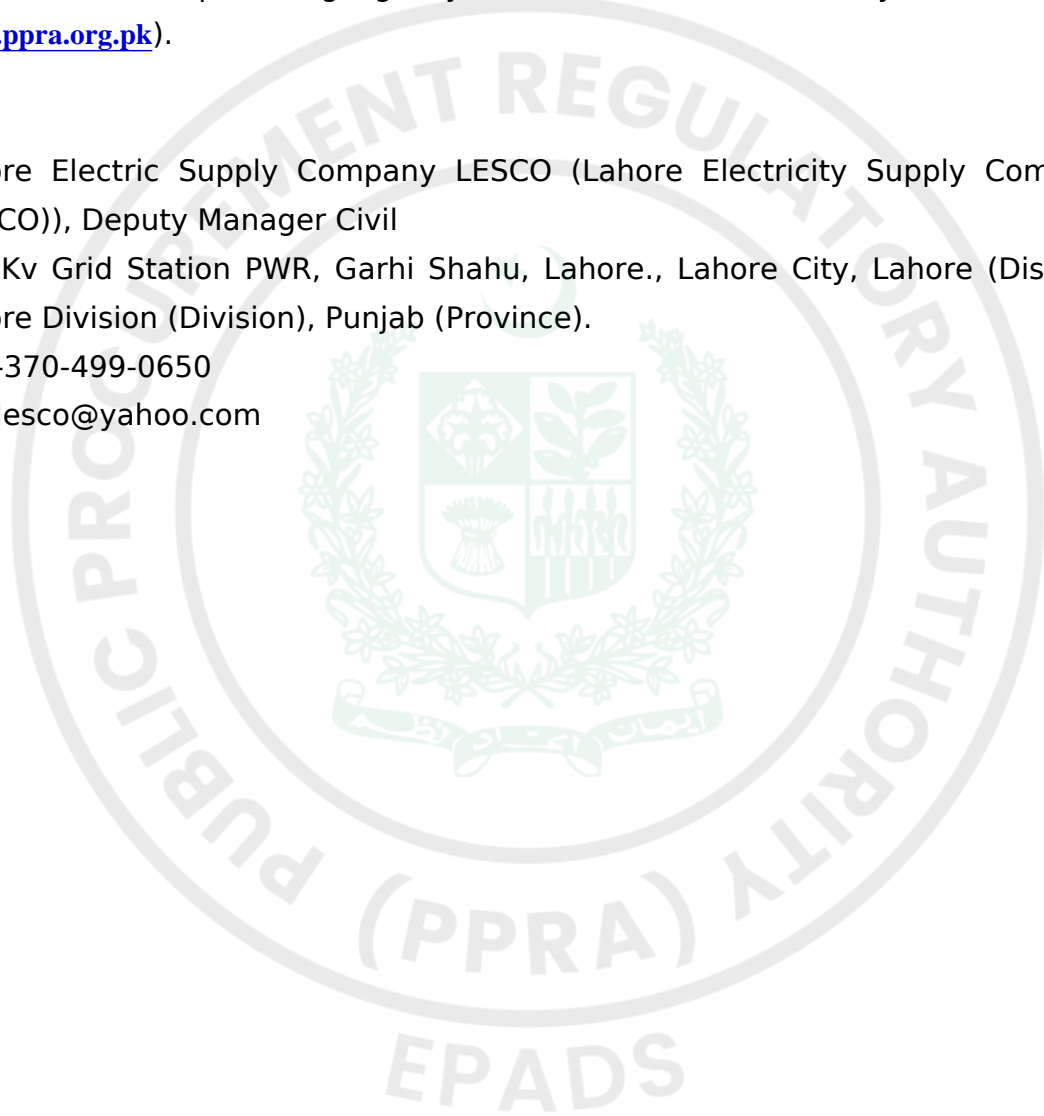 .ppra.org.pk).
ore Electric Supply Company LESCO (Lahore Electricity Supply Com
CO)), Deputy Manager Civil
Kv Grid Station PWR, Garhi Shahu, Lahore., Lahore City, Lahore (Dis
ore Division (Division), Punjab (Province).
-370-499-0650
lesco@yahoo.com
PUBLIC PROCUREMENT REGULATORY AUTHORITY
(PPRA)
EPADS